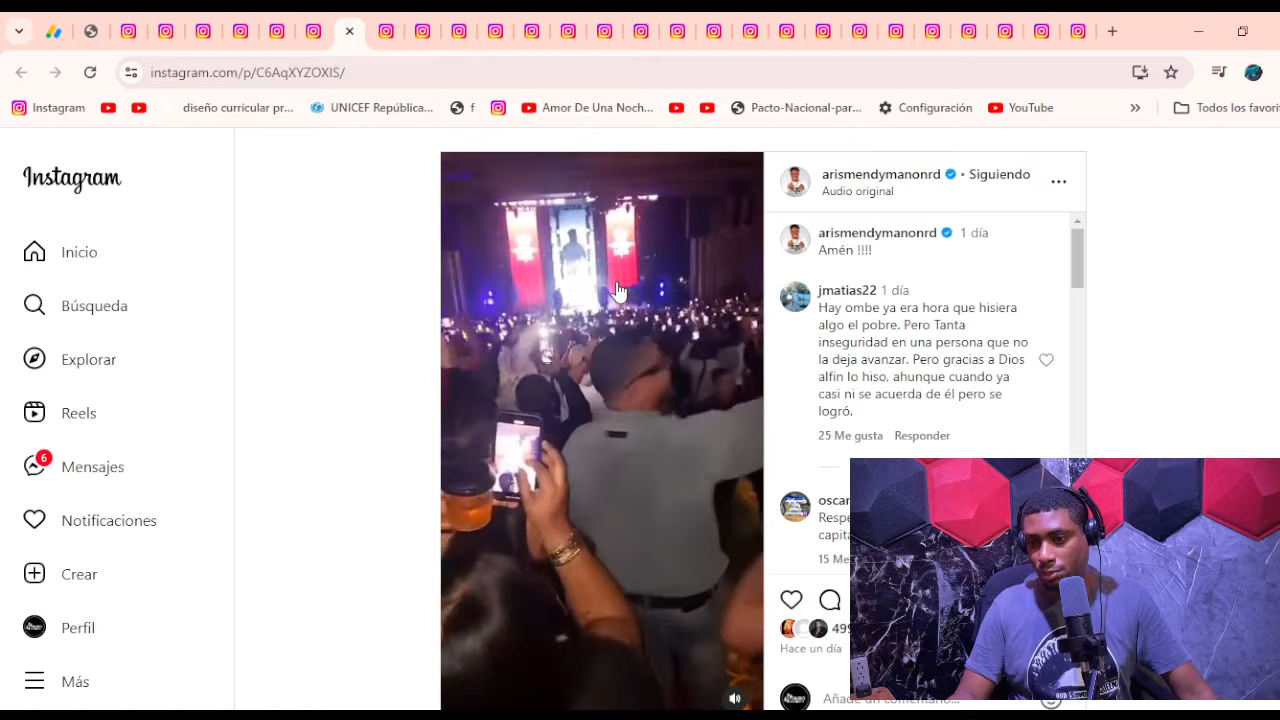 instagram.com/p/C6AqXYZOXIS/
Instagram
diseño curricular pr...
UNICEF República...
f
Amor De Una Noch...
Pacto-Nacional-par...
Configuración
YouTube
»
Todos los favorit
Instagram
Inicio
Búsqueda
Explorar
Reels
6
Mensajes
Notificaciones
Crear
Perfil
Más
arismendymanonrd • Siguiendo
Audio original
arismendymanonrd 1 día
Amén !!!!
jmatias22 1 día
Hay ombe ya era hora que hisiera
algo el pobre. Pero Tanta
inseguridad en una persona que no
la deja avanzar. Pero gracias a Dios
alfin lo hiso, ahunque cuando ya
casi ni se acuerda de él pero se
logró.
25 Me gusta Responder
oscar
Respe
capita
15 Me
499
Hace un día
Añade un comentario...